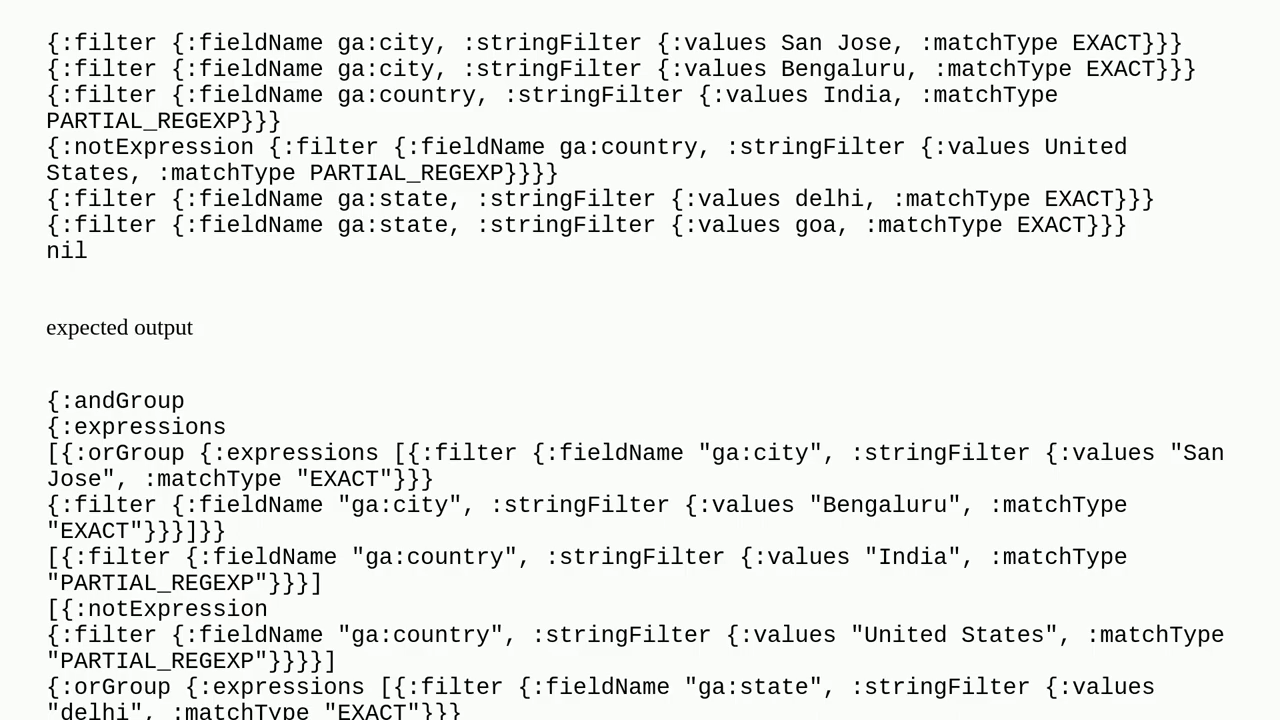 {:filter {:fieldName ga:city, :stringFilter {:values San Jose, :matchType EXACT}}}
{:filter {:fieldName ga:city, :stringFilter {:values Bengaluru, :matchType EXACT}}}
{:filter {:fieldName ga:country, :stringFilter {:values India, :matchType
PARTIAL_REGEXP}}}
{:notExpression {:filter {:fieldName ga:country, :stringFilter {:values United
States, :matchType PARTIAL_REGEXP}}}}
{:filter {:fieldName ga:state, :stringFilter {:values delhi, :matchType EXACT}}}
{:filter {:fieldName ga:state, :stringFilter {:values goa, :matchType EXACT}}}
nil
expected output
{:andGroup
{:expressions
[{:orGroup {:expressions [{:filter {:fieldName "ga:city", :stringFilter {:values "San
Jose", :matchType "EXACT"}}}
{:filter {:fieldName "ga:city", :stringFilter {:values "Bengaluru", :matchType
"EXACT"}}}]}}
[{:filter {:fieldName "ga:country", :stringFilter {:values "India", :matchType
"PARTIAL_REGEXP"}}}]
[{:notExpression
{:filter {:fieldName "ga:country", :stringFilter {:values "United States", :matchType
"PARTIAL_REGEXP"}}}}]
{:orGroup {:expressions [{:filter {:fieldName "ga:state", :stringFilter {:values
"delhi", :matchType "EXACT"}}}